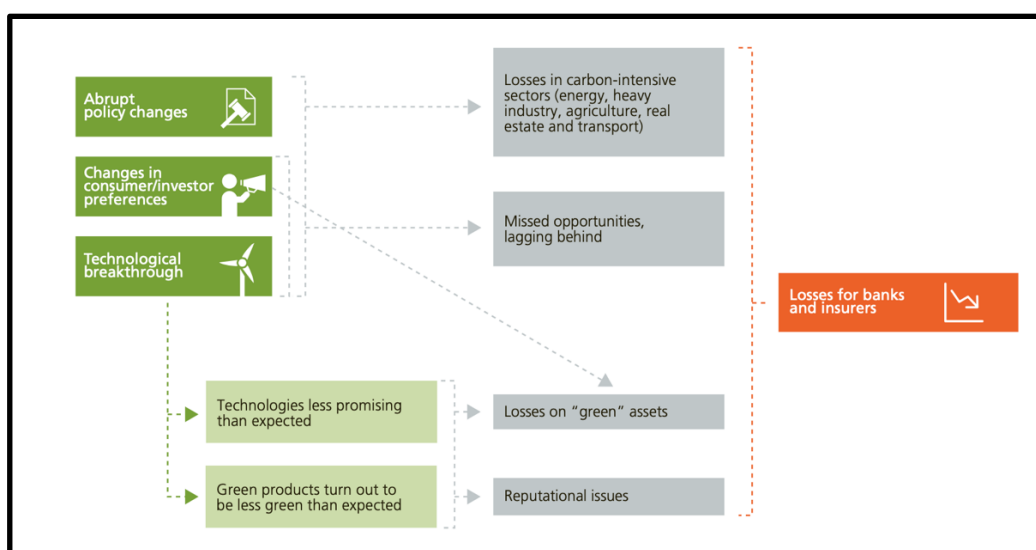 Abrupt
policy changes
Changes in
consumer/investor
preferences
Technological
breakthrough
Losses in carbon-intensive
sectors (energy, heavy
industry, agriculture, real
estate and transport)
Missed opportunities,
lagging behind
Losses for banks
and insurers
Technologies less promising
than expected
Losses on “green” assets
Green products turn out to
be less green than expected
Reputational issues